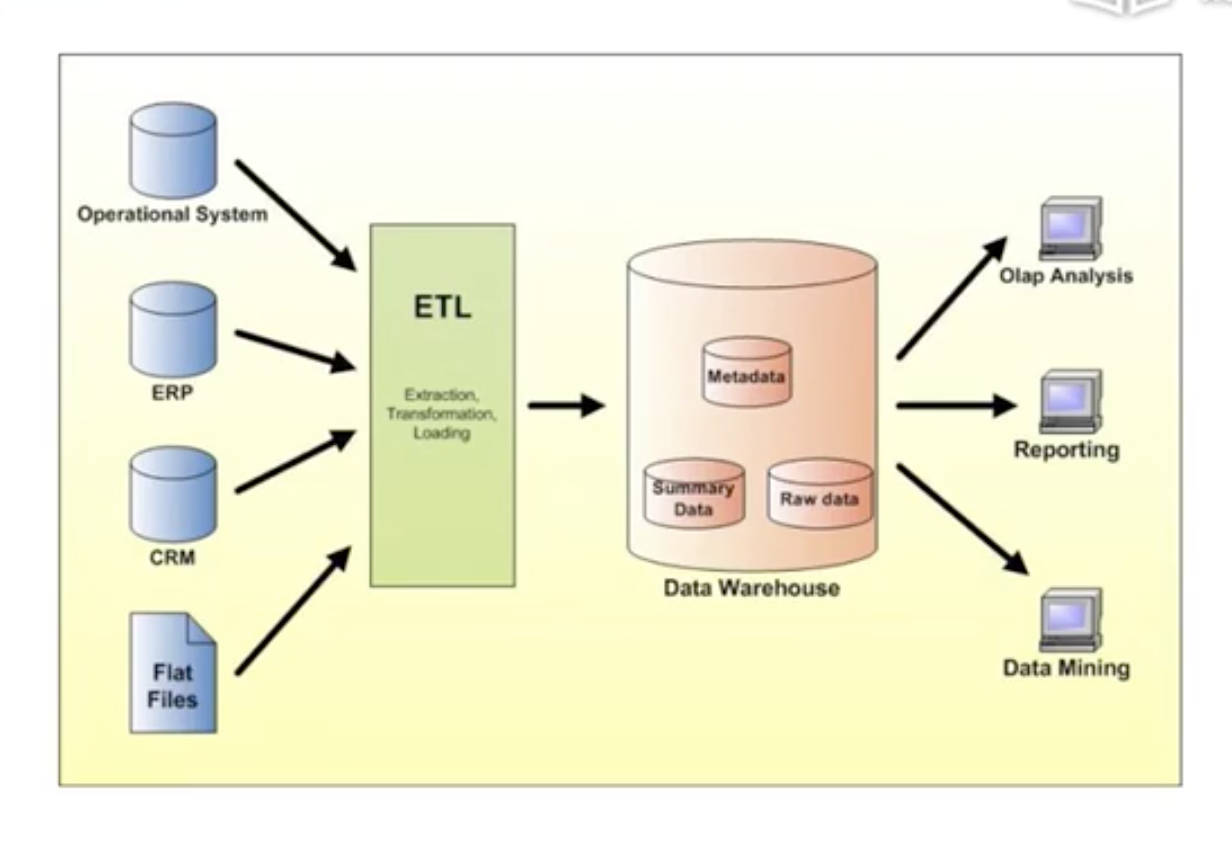 Operational System
ERP
CRM
Flat
Files
ETL
Extraction,
Transformation,
Loading
Metadata
Summary
Data
Raw data
Data Warehouse
Olap Analysis
Reporting
Data Mining